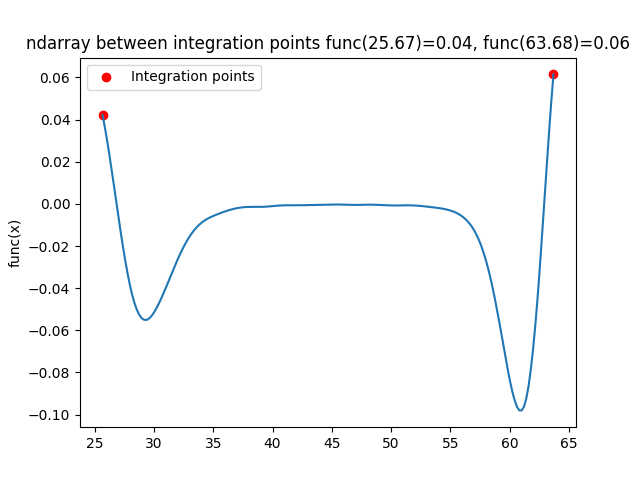 ndarray between integration points func(25.67)=0.04, func(63.68)=0.06
Integration points
func(x)
0.06
0.04
0.02
0.00
−0.02
−0.04
−0.06
−0.08
−0.10
25 30 35 40 45 50 55 60 65